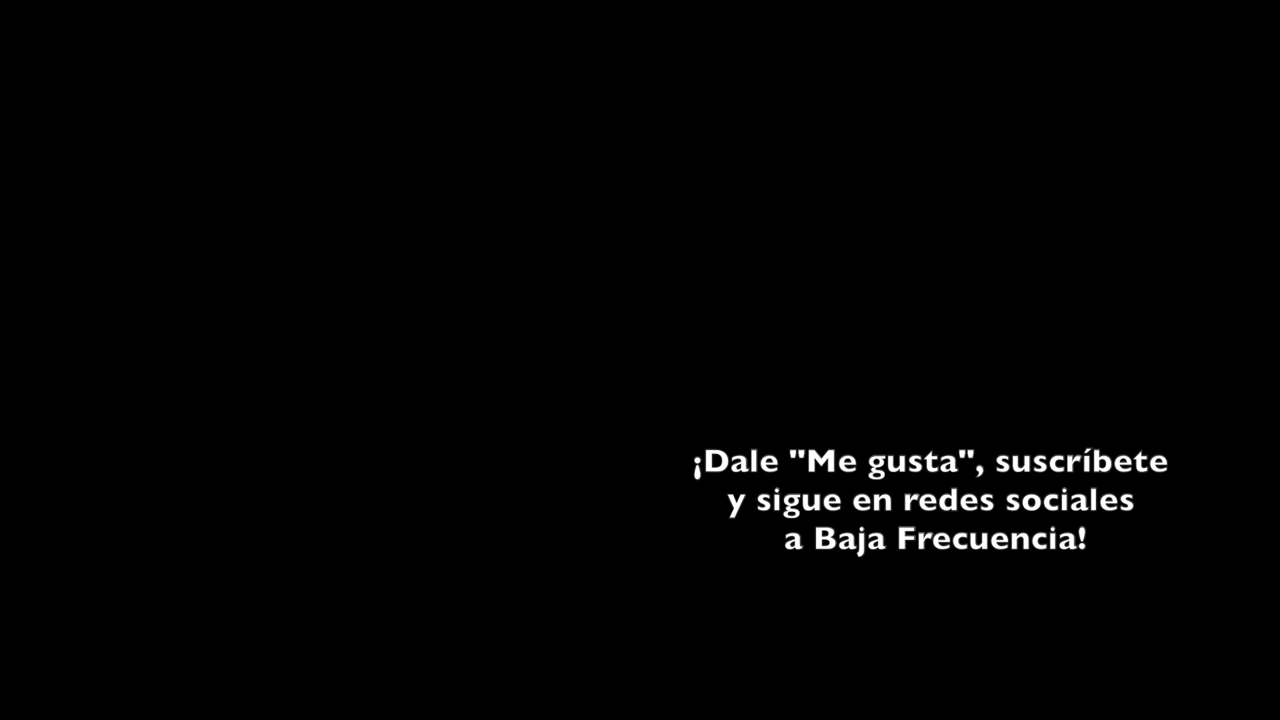 ¡Dale "Me gusta", suscríbete
y sigue en redes sociales
a Baja Frecuencia!